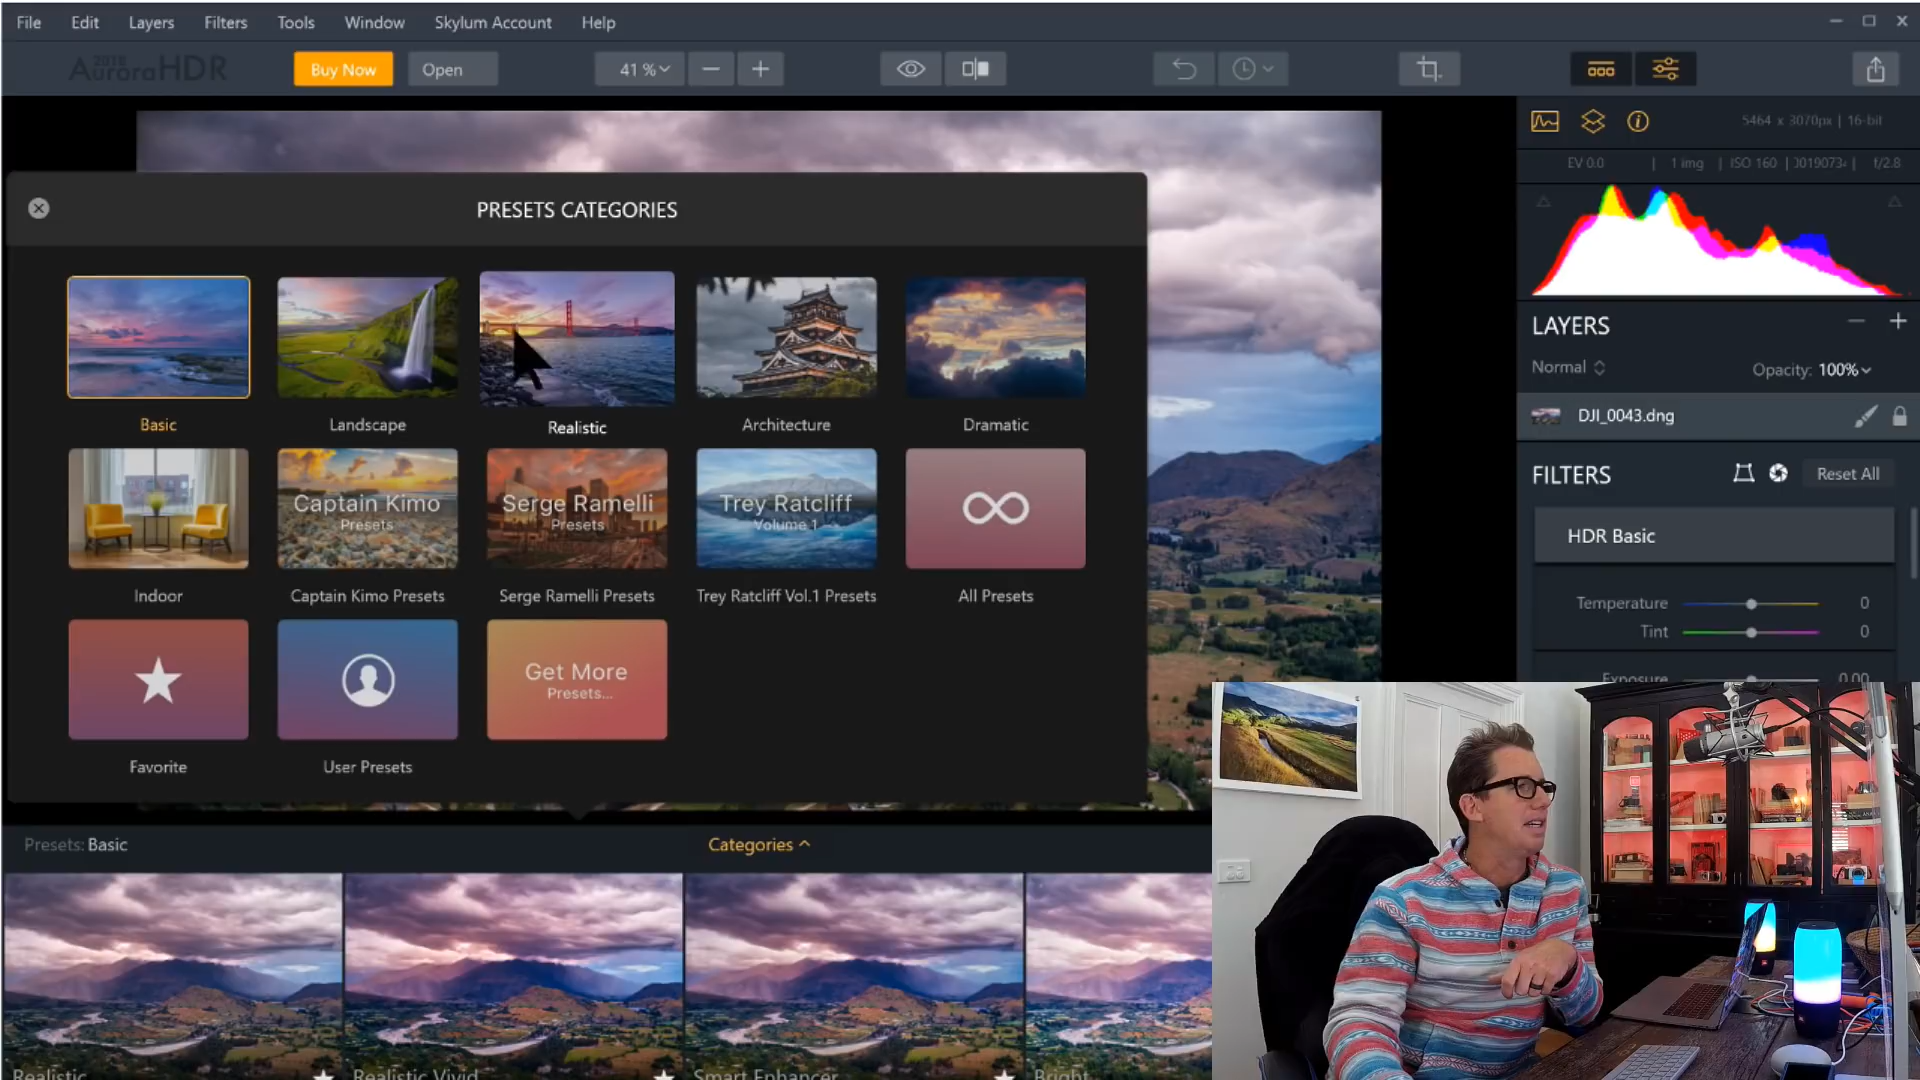 File Edit Layers Filters Tools Window Skylum Account Help
2018
AuroraHDR
Buy Now Open 41 %
5464 x 3070px | 16-bit
EV 0.0 | 1 img | ISO 160 | | f/2.8
PRESETS CATEGORIES
Basic Landscape Realistic Architecture Dramatic
Captain Kimo
Presets
Serge Ramelli
Presets
Trey Ratcliff
Volume 1
Indoor Captain Kimo Presets Serge Ramelli Presets Trey Ratcliff Vol.1 Presets All Presets
Get More
Presets...
Favorite User Presets
LAYERS
Normal Opacity: 100%
DJI_0043.dng
FILTERS Reset All
HDR Basic
Temperature 0
Tint 0
Exposure 0.00
Presets: Basic Categories
Realistic Realistic Vivid Smart Enhancer Bright